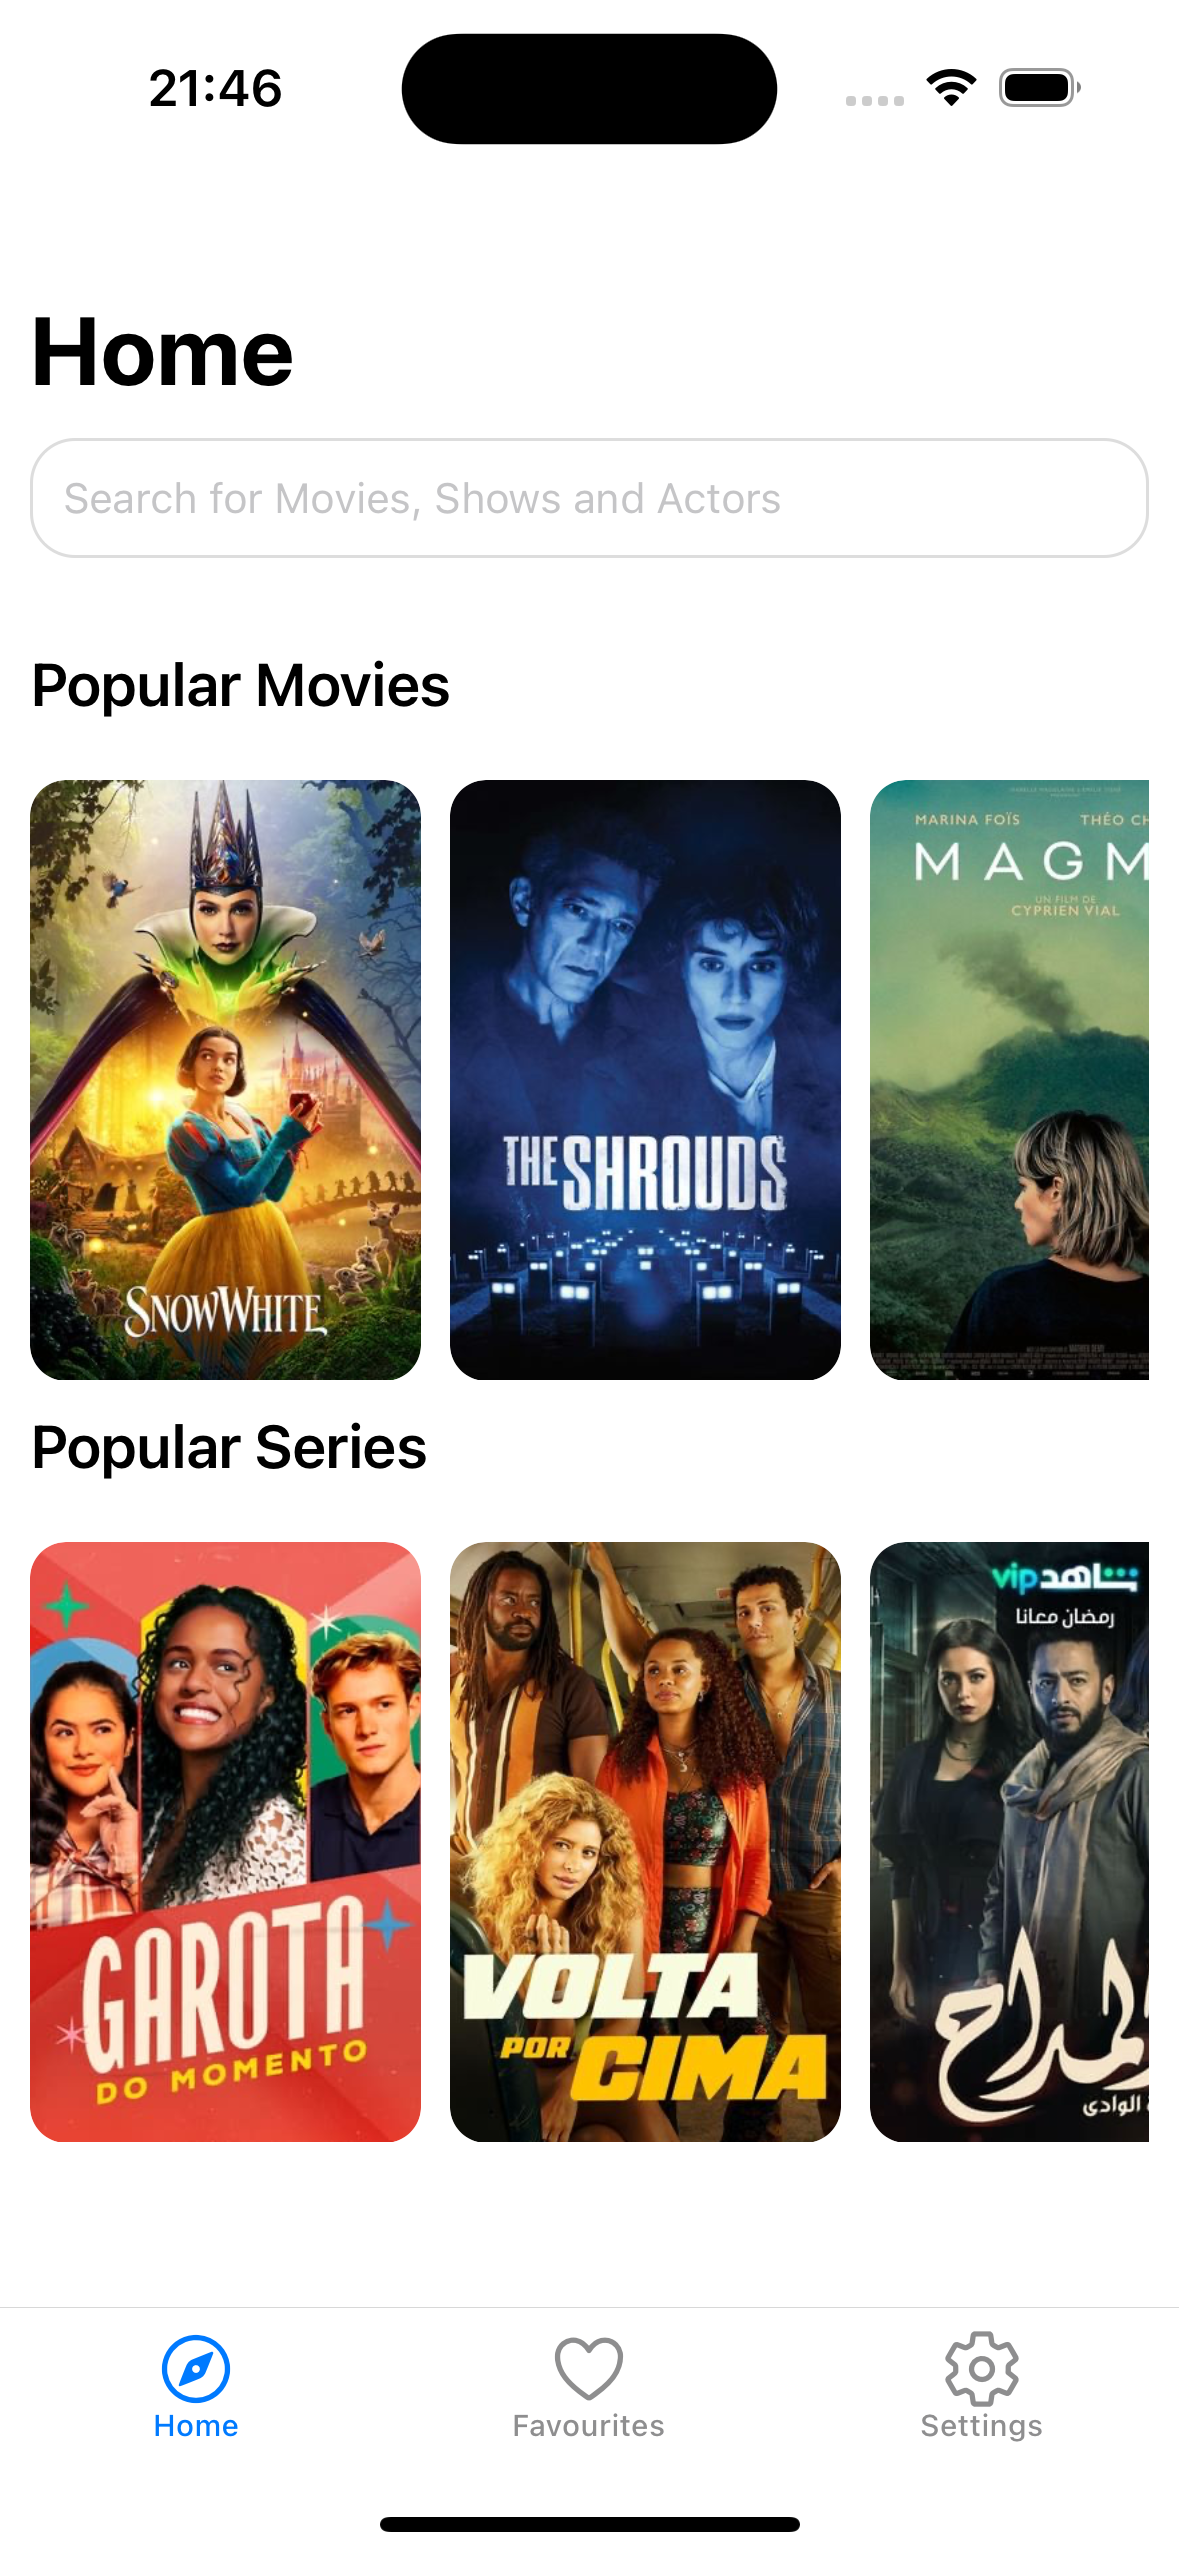 21:46
Home
Search for Movies, Shows and Actors
Popular Movies
SNOW WHITE
THE SHROUDS
MARINA FOÏS THÉO CH
MAGM
UN FILM DE
CYPRIEN VIAL
Popular Series
GAROTA
DO MOMENTO
VOLTA
POR CIMA
شاهد vip
رمضان معانا
المداح
الوادي
Home
Favourites
Settings